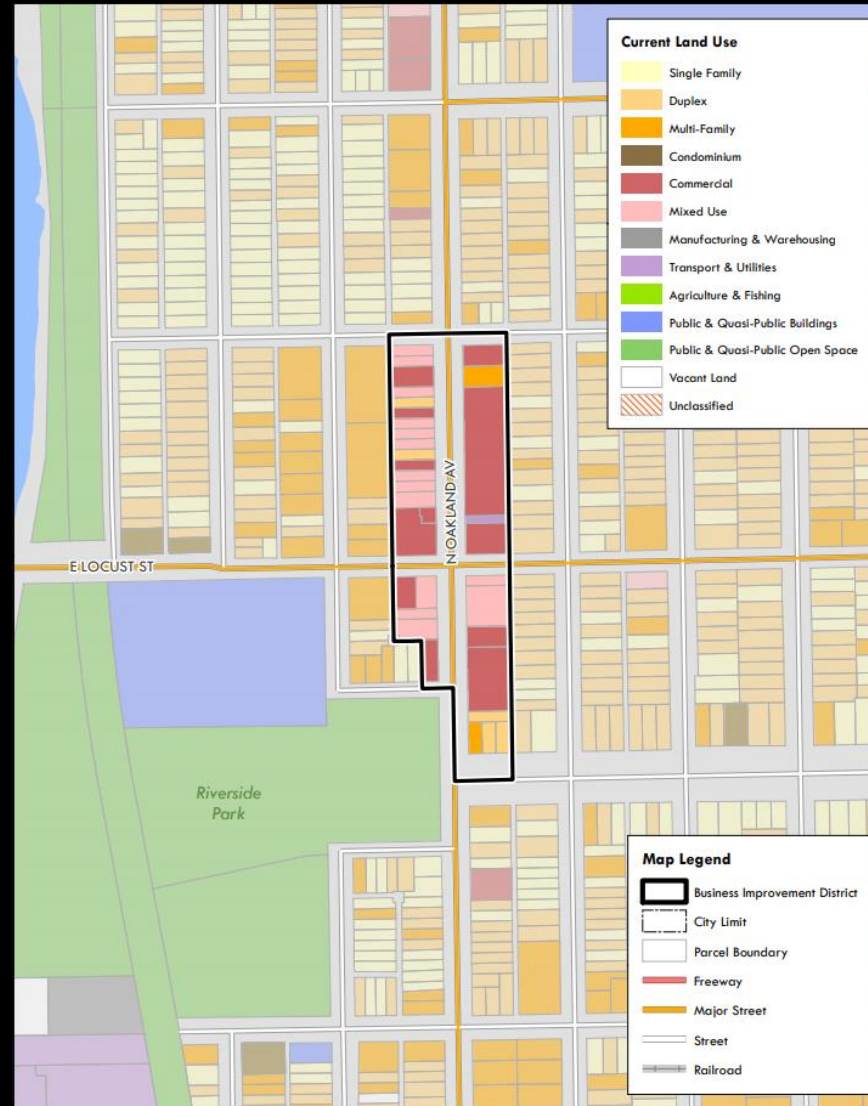 Current Land Use
Single Family
Duplex
Multi-Family
Condominium
Commercial
Mixed Use
Manufacturing & Warehousing
Transport & Utilities
Agriculture & Fishing
Public & Quasi-Public Buildings
Public & Quasi-Public Open Space
Vacant Land
Unclassified
N OAKLAND AV
E LOCUST ST
Riverside
Park
Map Legend
Business Improvement District
City Limit
Parcel Boundary
Freeway
Major Street
Street
Railroad